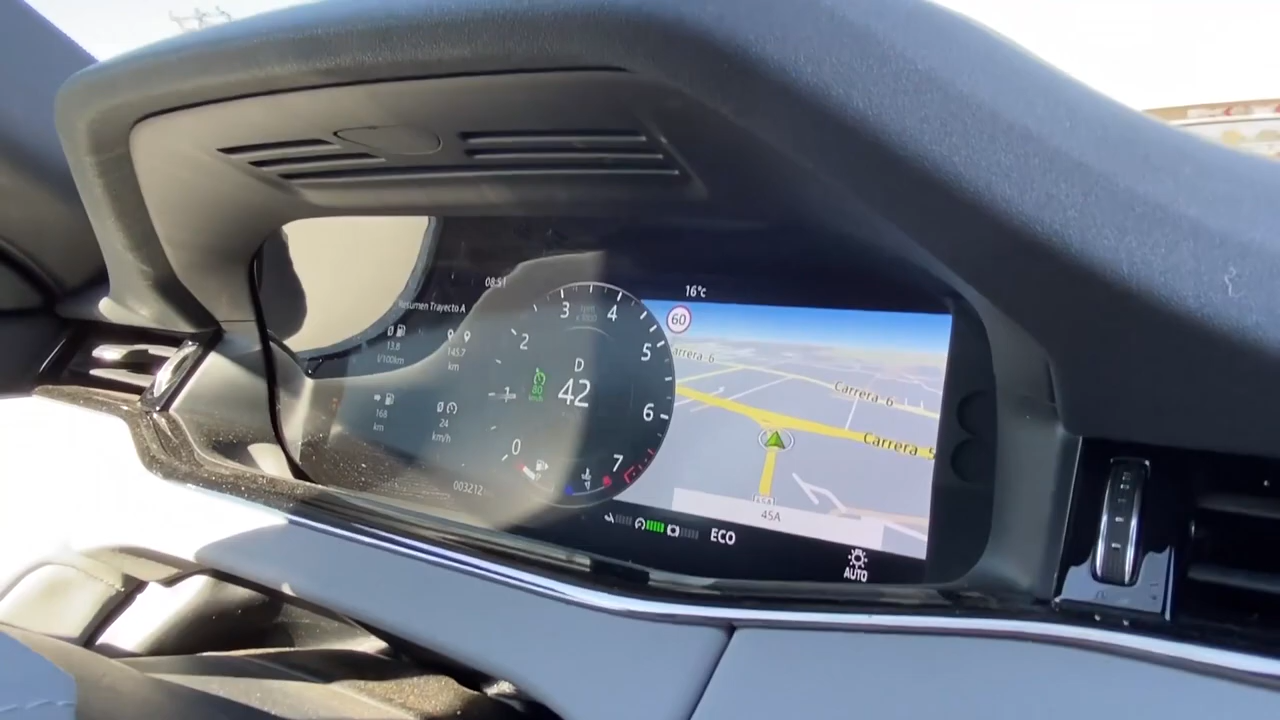 08:51
16°c
Resumen Trayecto A
13.8
l/100km
145.7
km
168
km
24
km/h
003212
0
1
2
3
4
5
6
7
D
42
80
60
Carrera 6
Carrera 6
Carrera 5
45A
ECO
AUTO